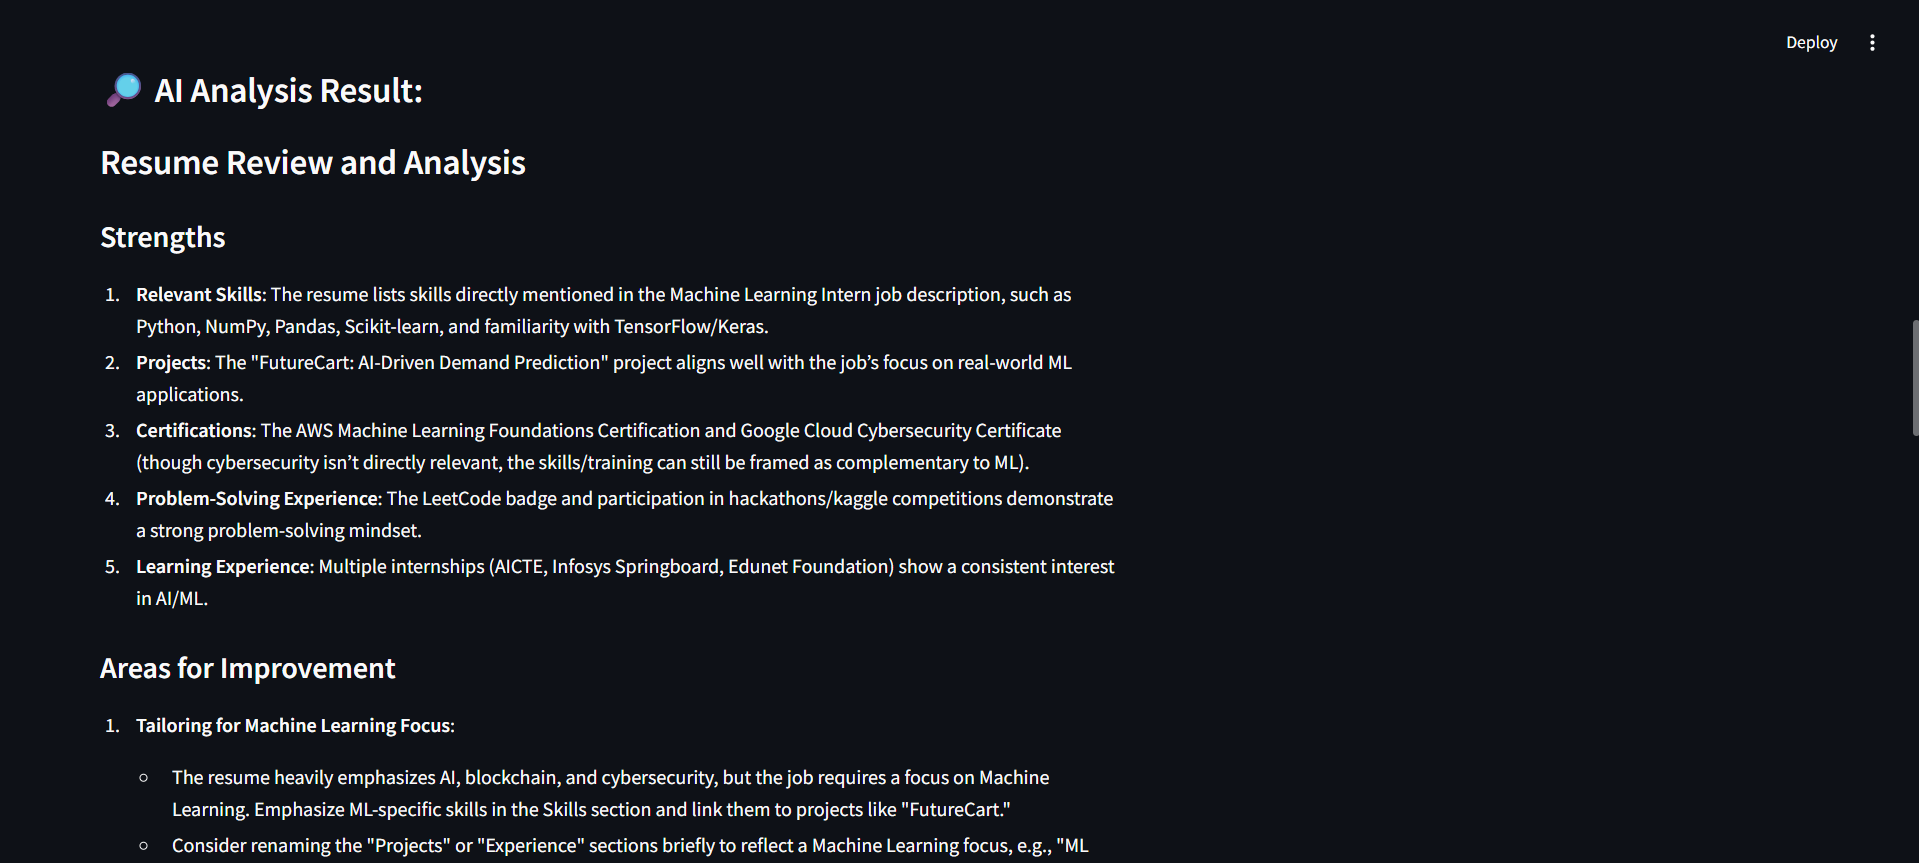 Deploy
AI Analysis Result:
Resume Review and Analysis
Strengths
1. Relevant Skills: The resume lists skills directly mentioned in the Machine Learning Intern job description, such as
Python, NumPy, Pandas, Scikit-learn, and familiarity with TensorFlow/Keras.
2. Projects: The "FutureCart: AI-Driven Demand Prediction" project aligns well with the job’s focus on real-world ML
applications.
3. Certifications: The AWS Machine Learning Foundations Certification and Google Cloud Cybersecurity Certificate
(though cybersecurity isn’t directly relevant, the skills/training can still be framed as complementary to ML).
4. Problem-Solving Experience: The LeetCode badge and participation in hackathons/kaggle competitions demonstrate
a strong problem-solving mindset.
5. Learning Experience: Multiple internships (AICTE, Infosys Springboard, Edunet Foundation) show a consistent interest
in AI/ML.
Areas for Improvement
1. Tailoring for Machine Learning Focus:
The resume heavily emphasizes AI, blockchain, and cybersecurity, but the job requires a focus on Machine
Learning. Emphasize ML-specific skills in the Skills section and link them to projects like "FutureCart."
Consider renaming the "Projects" or "Experience" sections briefly to reflect a Machine Learning focus, e.g., "ML